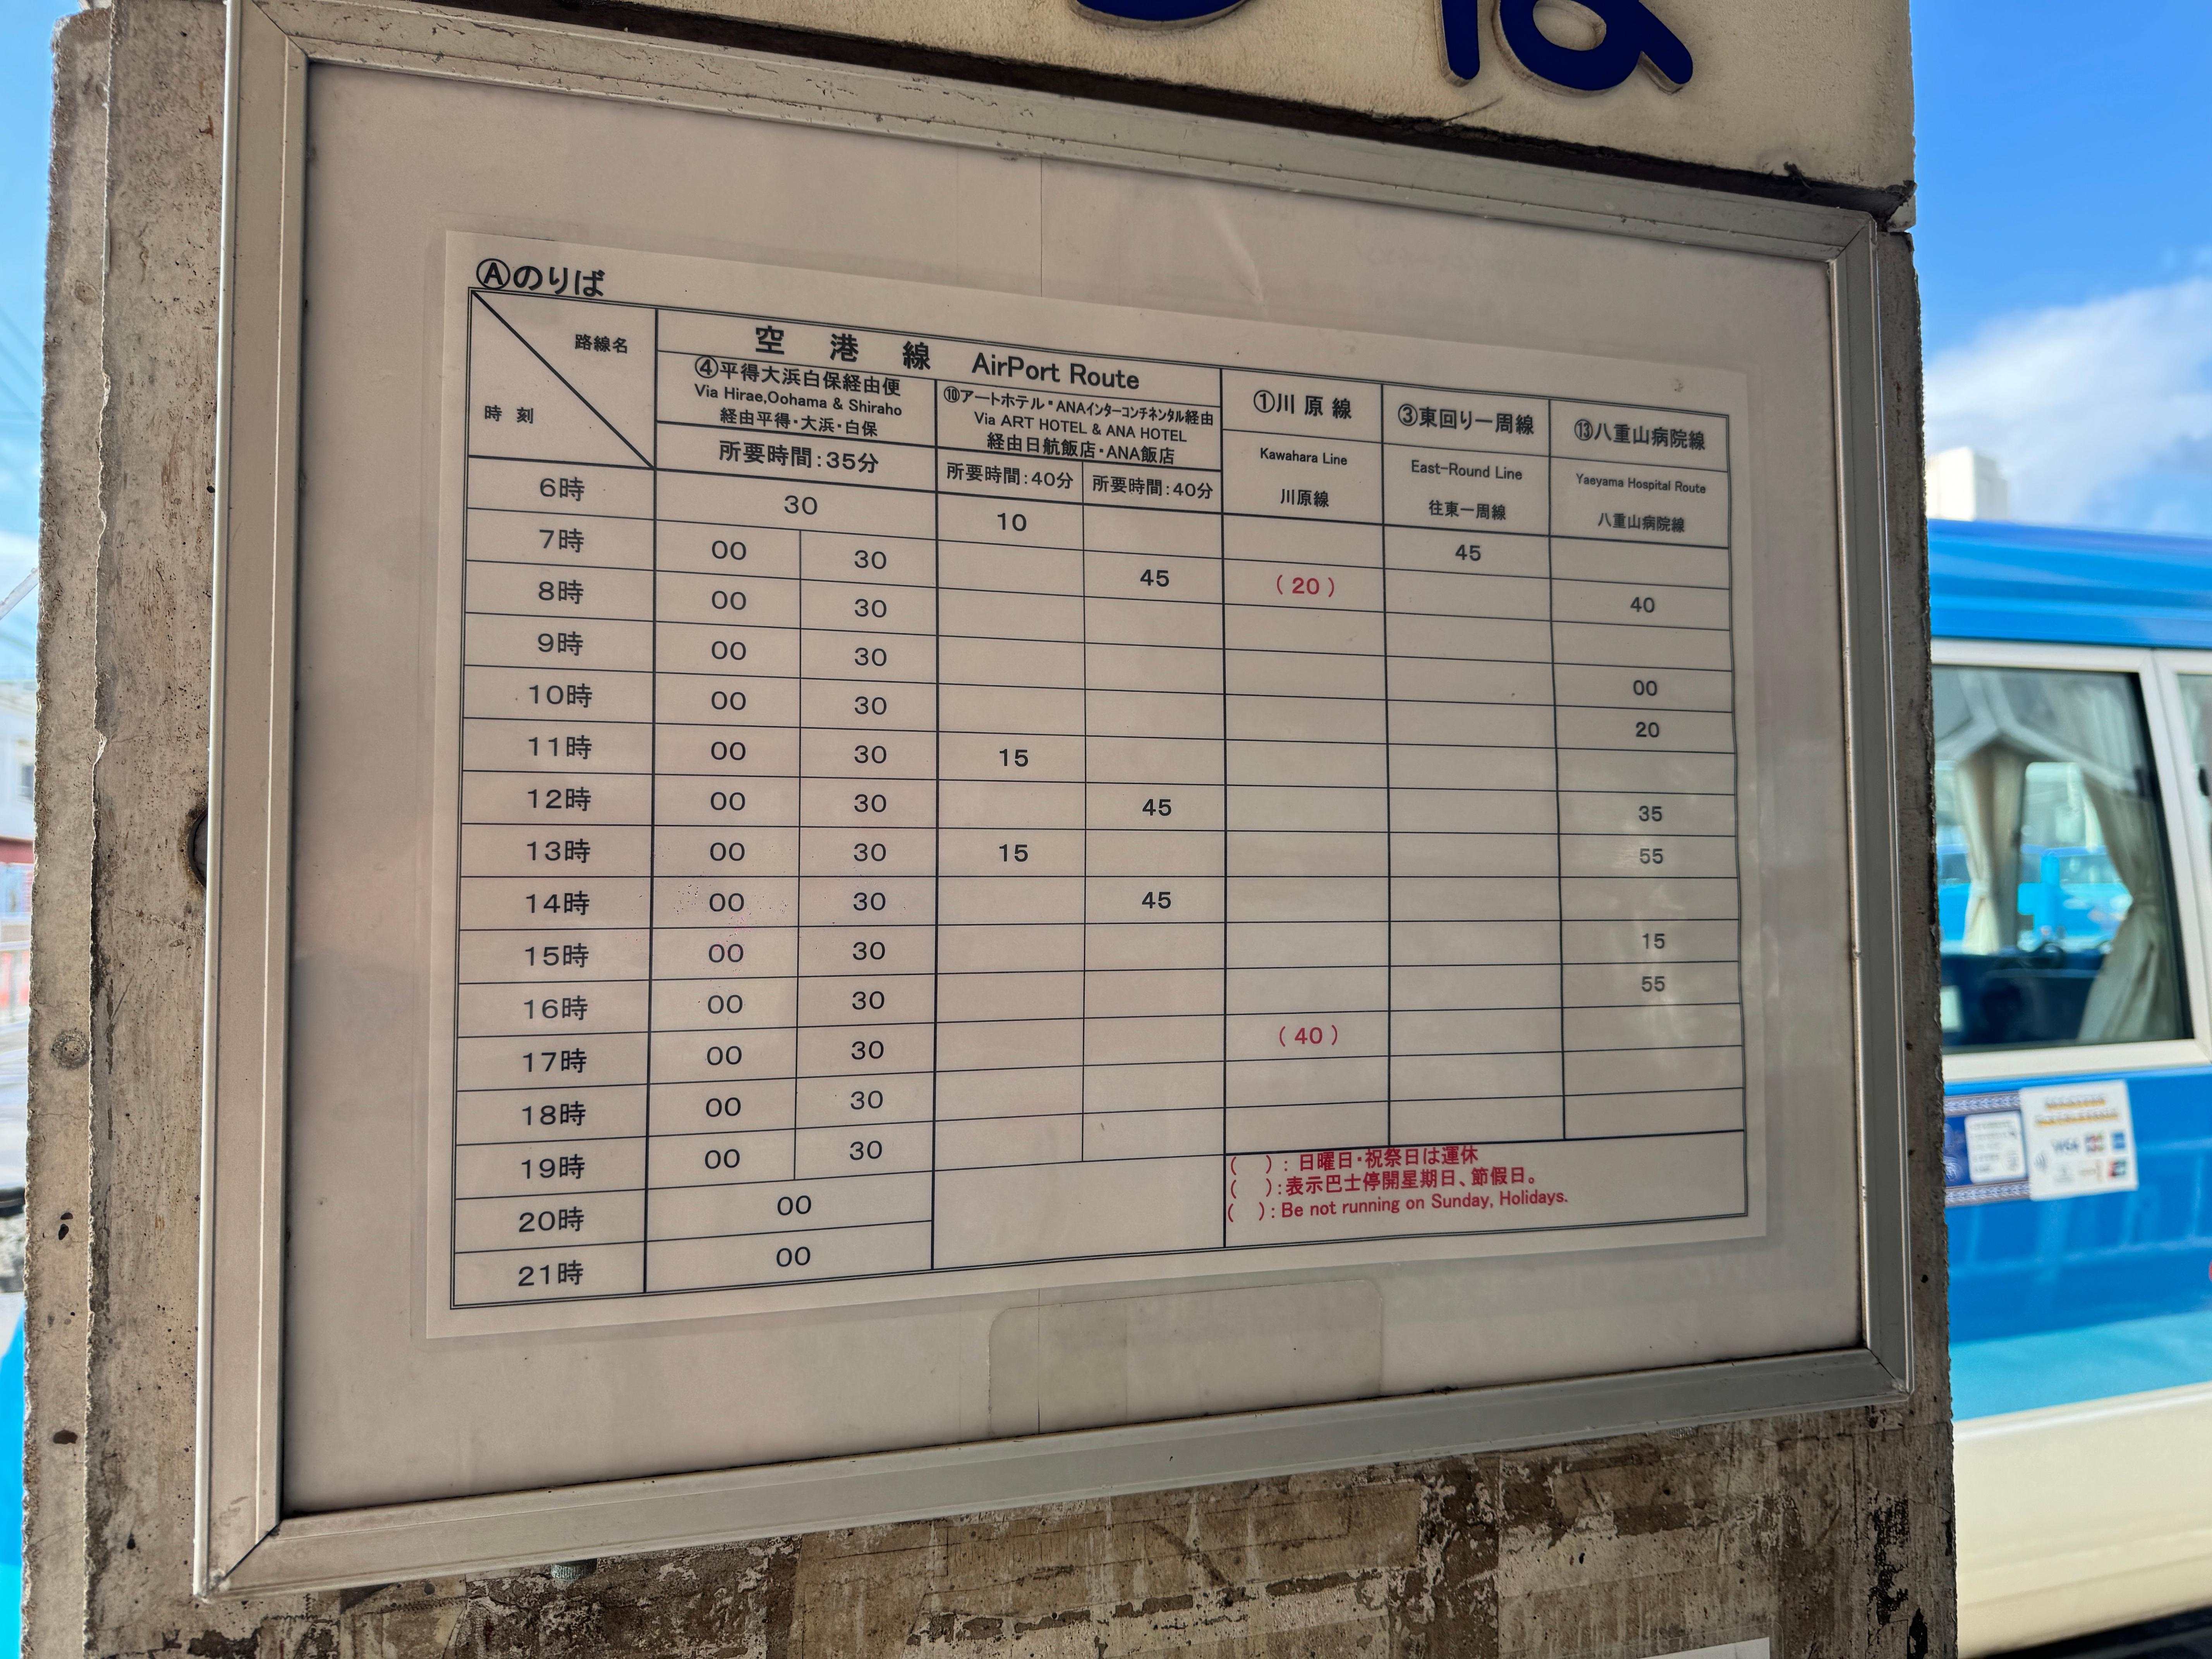 Ⓐのりば
路線名
時 刻
空 港 線 AirPort Route
④平得大浜白保経由便
Via Hirae,Oohama & Shiraho
経由平得・大浜・白保
所要時間:35分
⑩アートホテル・ANAインターコンチネンタル経由
Via ART HOTEL & ANA HOTEL
経由日航飯店・ANA飯店
所要時間:40分 所要時間:40分
①川 原 線
Kawahara Line
川原線
③東回り一周線
East-Round Line
往東一周線
⑬八重山病院線
Yaeyama Hospital Route
八重山病院線
6時 30 10 45
7時 00 30 45 ( 20 ) 40
8時 00 30
9時 00 30 00
10時 00 30 20
11時 00 30 15
12時 00 30 45 35
13時 00 30 15 55
14時 00 30 45
15時 00 30 15
16時 00 30 55
17時 00 30 ( 40 )
18時 00 30
19時 00 30
20時 00
21時 00
( ): 日曜日・祝祭日は運休
( ):表示巴士停開星期日、節假日。
( ): Be not running on Sunday, Holidays.
VISA